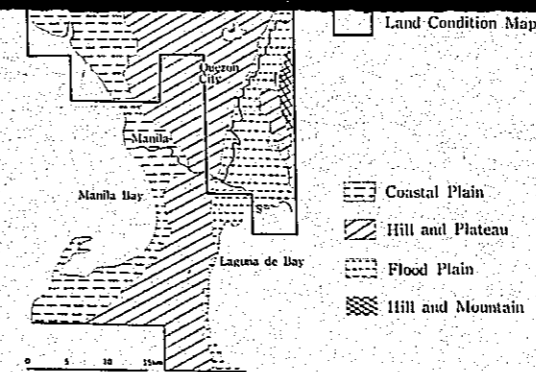 Land Condition Map
Quezon
City
Manila
Manila Bay
Laguna de Bay
Coastal Plain
Hill and Plateau
Flood Plain
Hill and Mountain
0 5 10 15km